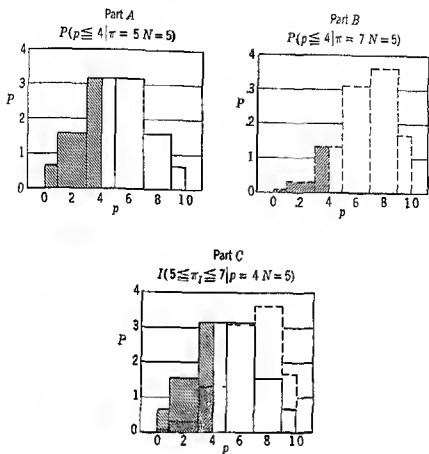 Part A
P(p ≦ 4|π = 5 N = 5)
4
3
P
2
1
0
0 2 4 6 8 10
p
Part B
P(p ≦ 4|π = 7 N = 5)
4
3
P
.2
.1
0
0 .2 4 6 8 10
p
Part C
I(5 ≦ πI ≦ 7|p = 4 N = 5)
4
3
P
2
1
0
0 2 4 6 8 10
p